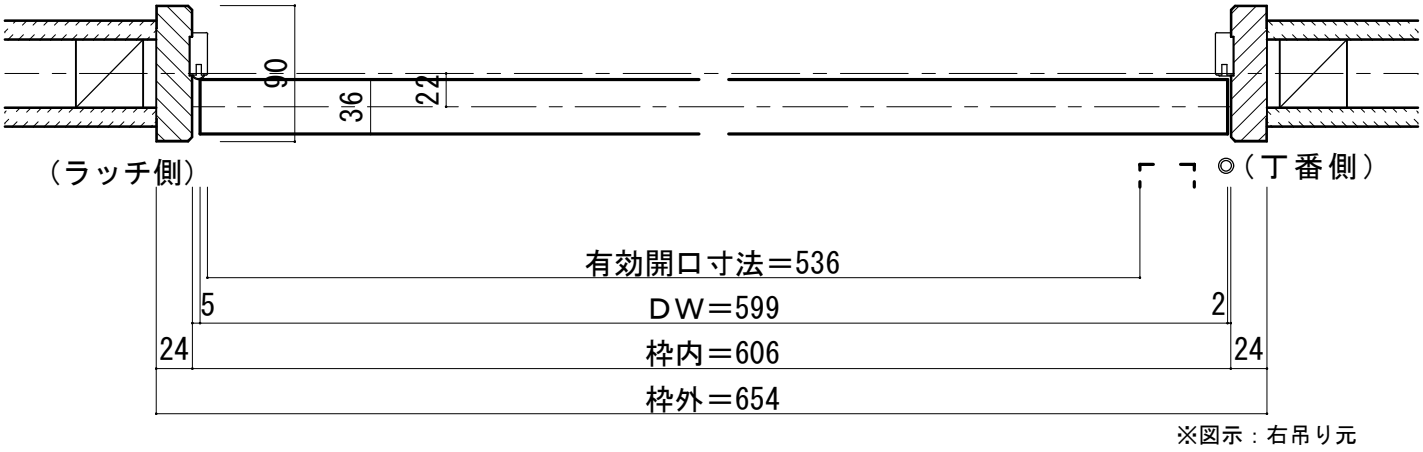 90
36
22
(ラッチ側)
◎(丁番側)
有効開口寸法=536
5
DW=599
2
24
枠内=606
24
枠外=654
※図示:右吊り元